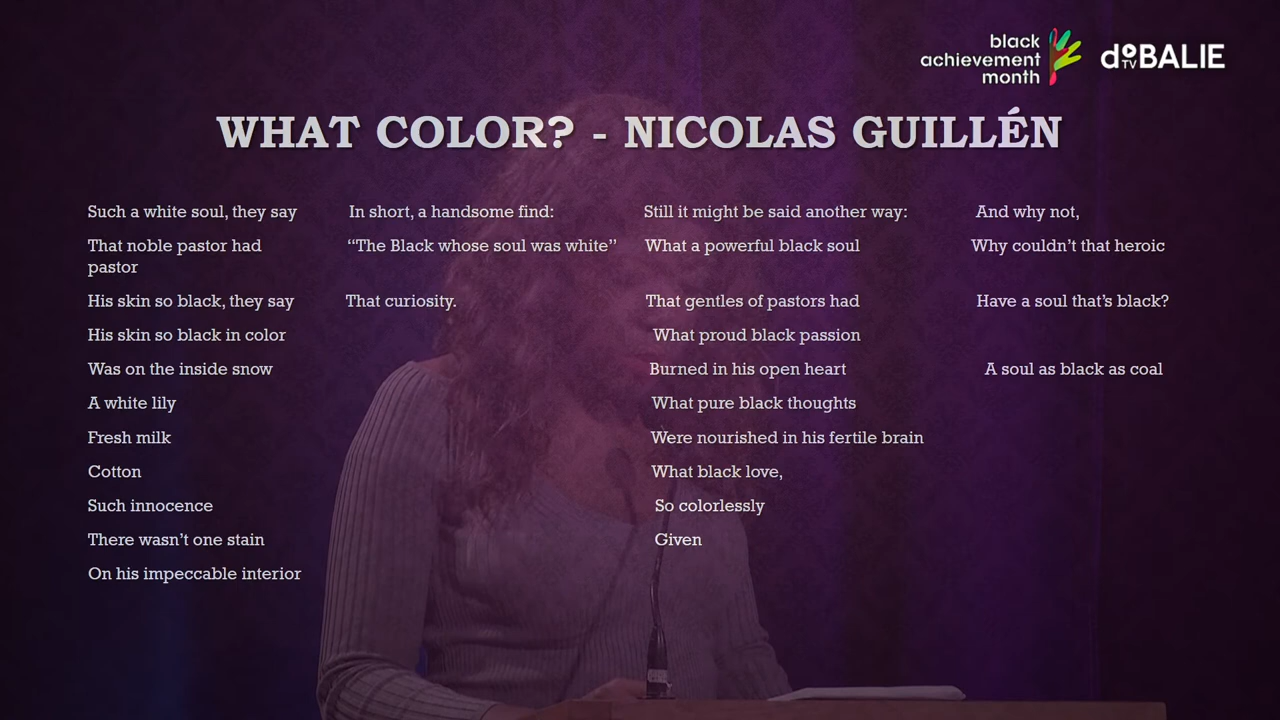 black
achievement
month
dOBALIE
TV
WHAT COLOR? - NICOLAS GUILLÉN
Such a white soul, they say
That noble pastor had
pastor
His skin so black, they say
His skin so black in color
Was on the inside snow
A white lily
Fresh milk
Cotton
Such innocence
There wasn’t one stain
On his impeccable interior
In short, a handsome find:
“The Black whose soul was white”
That curiosity.
Still it might be said another way:
What a powerful black soul
That gentles of pastors had
What proud black passion
Burned in his open heart
What pure black thoughts
Were nourished in his fertile brain
What black love,
So colorlessly
Given
And why not,
Why couldn’t that heroic
Have a soul that’s black?
A soul as black as coal